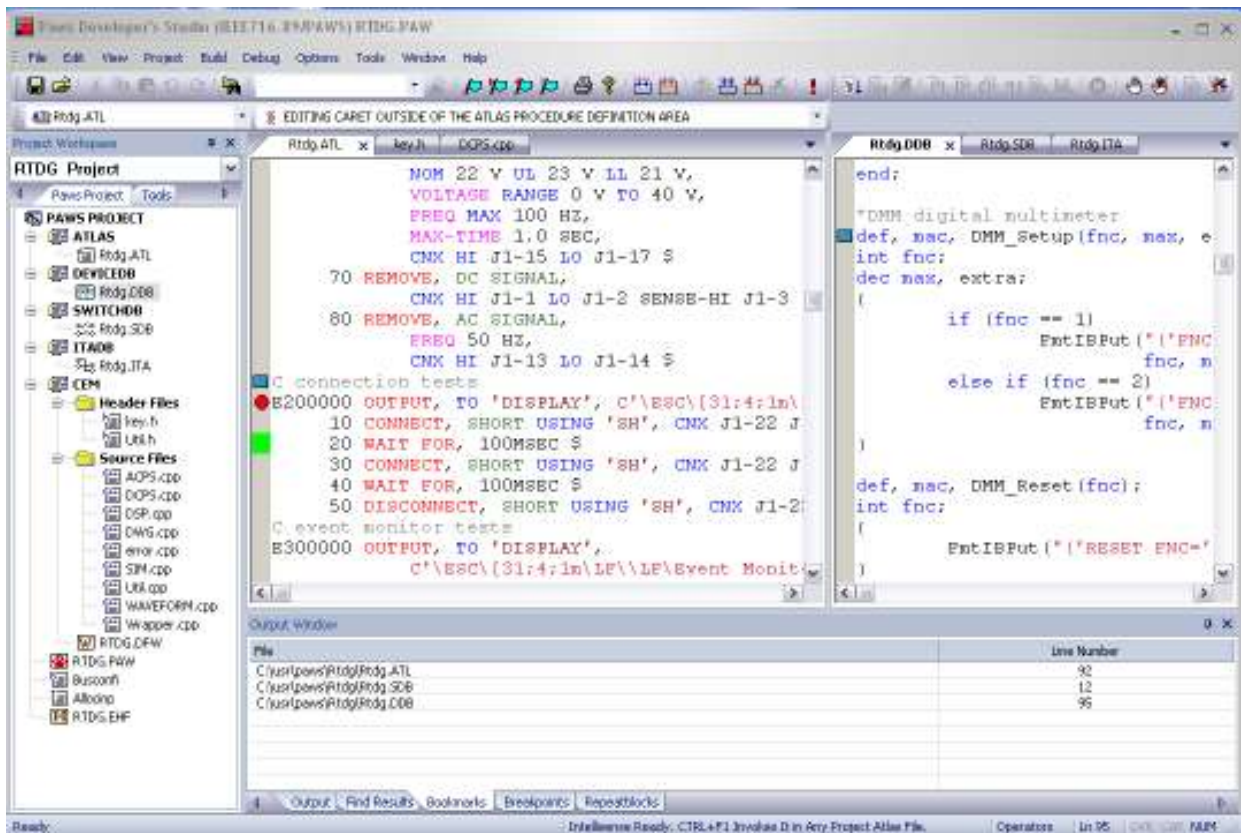 Paws Developer's Studio (IEEE716.89/PAWS) RTDG.PAW
File Edit View Project Build Debug Options Tools Window Help
Rtdg.ATL
EDITING CARET OUTSIDE OF THE ATLAS PROCEDURE DEFINITION AREA
Project Workspace
RTDG Project
Paws Project Tools
PAWS PROJECT
ATLAS
Rtdg.ATL
DEVICEDB
Rtdg.DDB
SWITCHDB
Rtdg.SDB
ITADB
Rtdg.ITA
CEM
Header Files
key.h
Util.h
Source Files
ACPS.cpp
DCPS.cpp
DSP.cpp
DWG.cpp
error.cpp
SIM.cpp
Util.cpp
WAVEFORM.cpp
Wrapper.cpp
RTDG.DFW
RTDG.PAW
Busconfi
Allocinp
RTDG.EHF
Rtdg.ATL key.h DCPS.cpp
NOM 22 V UL 23 V LL 21 V,
VOLTAGE RANGE 0 V TO 40 V,
FREQ MAX 100 HZ,
MAX-TIME 1.0 SEC,
CNX HI J1-15 LO J1-17 $
70 REMOVE, DC SIGNAL,
CNX HI J1-1 LO J1-2 SENSE-HI J1-3
80 REMOVE, AC SIGNAL,
FREQ 50 HZ,
CNX HI J1-13 LO J1-14 $
C connection tests
E200000 OUTPUT, TO 'DISPLAY', C'\ESC\[31;4;1m\
10 CONNECT, SHORT USING 'SH', CNX J1-22 J
20 WAIT FOR, 100MSEC $
30 CONNECT, SHORT USING 'SH', CNX J1-22 J
40 WAIT FOR, 100MSEC $
50 DISCONNECT, SHORT USING 'SH', CNX J1-2
C event monitor tests
E300000 OUTPUT, TO 'DISPLAY',
C'\ESC\[31;4;1m\LF\\LF\Event Monit
Rtdg.DDB Rtdg.SDB Rtdg.ITA
end;
"DMM digital multimeter
def, mac, DMM_Setup(fnc, max, e
int fnc;
dec max, extra;
{
if (fnc == 1)
FmtIBPut("('FNC
fnc, m
else if (fnc == 2)
FmtIBPut("('FNC
fnc, m
}
def, mac, DMM_Reset(fnc);
int fnc;
{
FmtIBPut("('RESET FNC='
}
Output Window
File Line Number
C:\usr\paws\Rtdg\Rtdg.ATL 92
C:\usr\paws\Rtdg\Rtdg.SDB 12
C:\usr\paws\Rtdg\Rtdg.DDB 95
Output Find Results Bookmarks Breakpoints Repeatblocks
Ready Intellisense Ready. CTRL+F1 Invokes It in Any Project Atlas File. Operators Ln 95 NUM